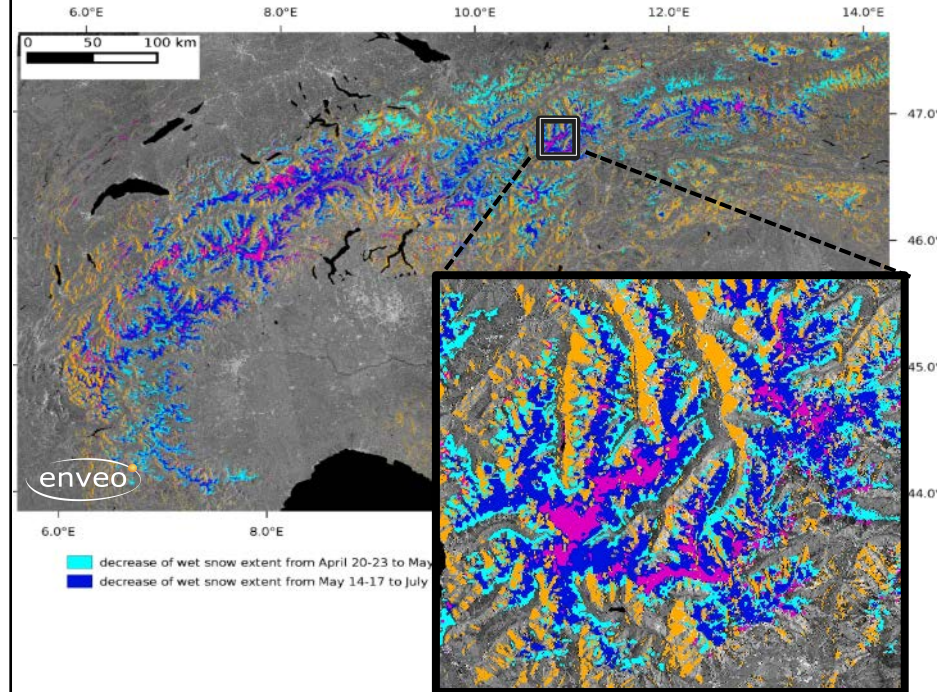 6.0°E 8.0°E 10.0°E 12.0°E 14.0°E
0 50 100 km
47.0°
46.0°
45.0°
44.0°
enveo
6.0°E 8.0°E
decrease of wet snow extent from April 20-23 to May
decrease of wet snow extent from May 14-17 to July